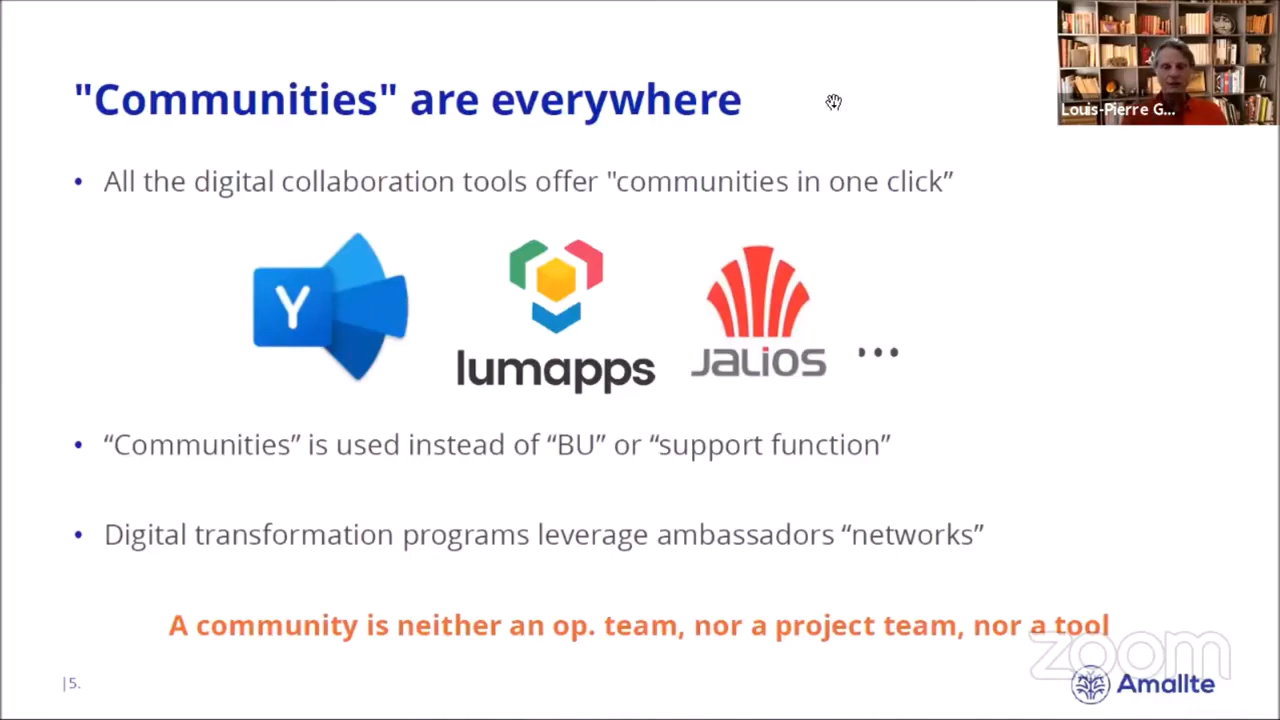 "Communities" are everywhere
Louis-Pierre G...
• All the digital collaboration tools offer "communities in one click”
Y
lumapps
JALIOS
...
• “Communities” is used instead of “BU” or “support function”
• Digital transformation programs leverage ambassadors “networks”
A community is neither an op. team, nor a project team, nor a tool
zoom
|5.
Amallte